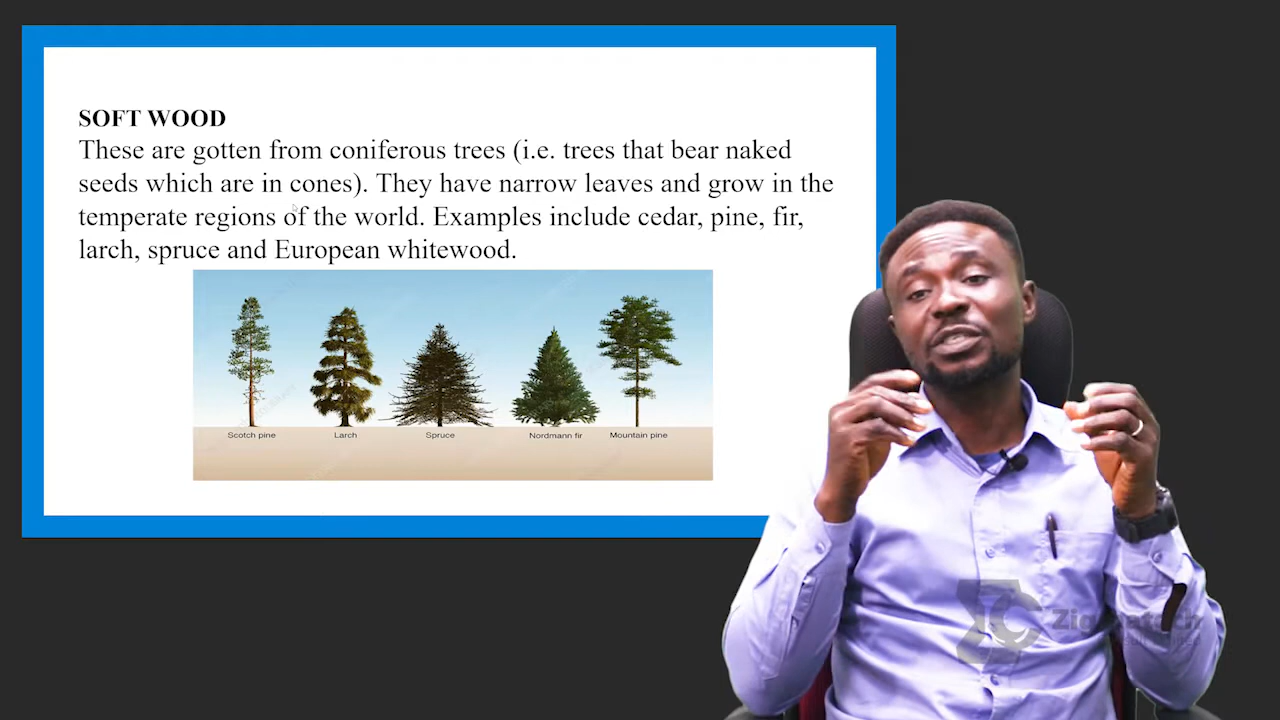 SOFT WOOD
These are gotten from coniferous trees (i.e. trees that bear naked
seeds which are in cones). They have narrow leaves and grow in the
temperate regions of the world. Examples include cedar, pine, fir,
larch, spruce and European whitewood.
Scotch pine Larch Spruce Nordmann fir Mountain pine